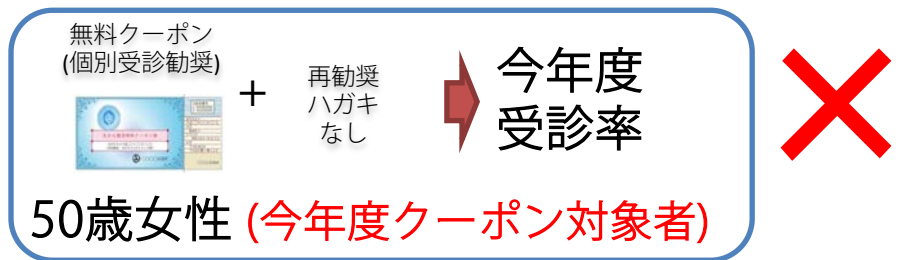 無料クーポン
(個別受診勧奨)
+
再勧奨
ハガキ
なし
今年度
受診率
50歳女性 (今年度クーポン対象者)